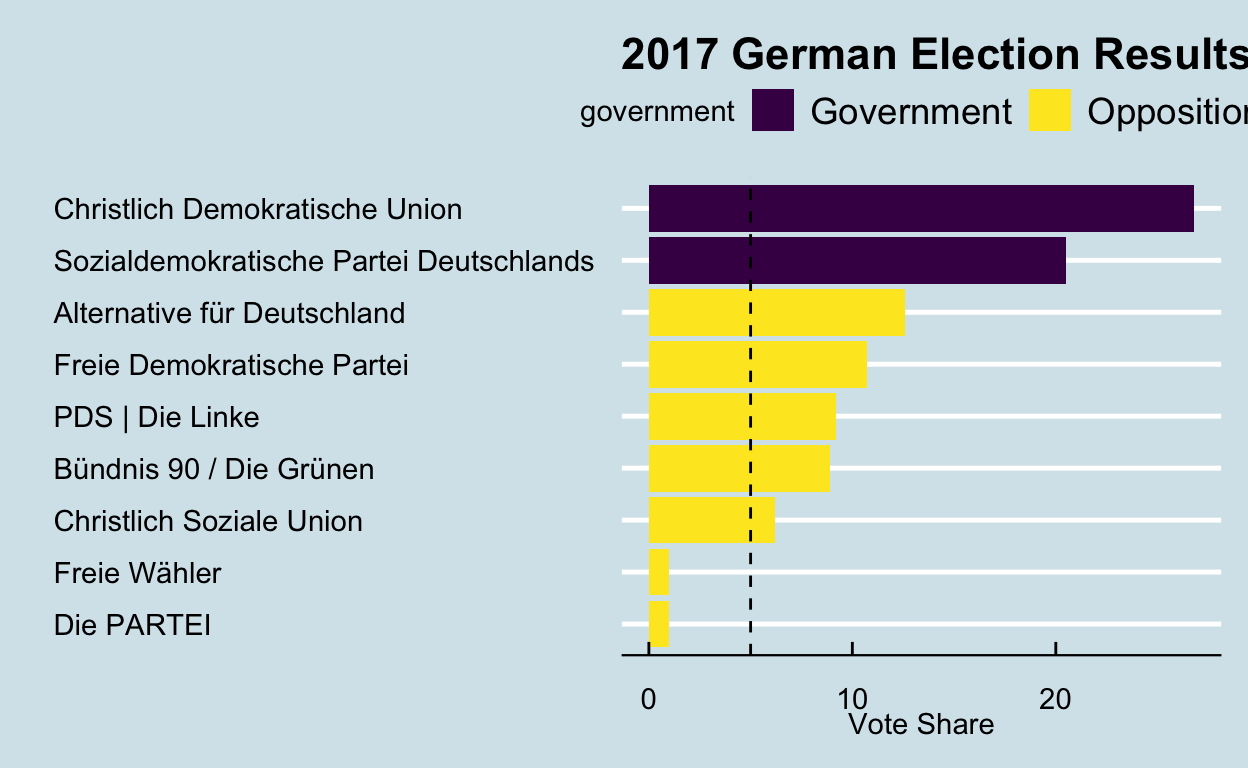 2017 German Election Results
government Government Opposition
Christlich Demokratische Union
Sozialdemokratische Partei Deutschlands
Alternative für Deutschland
Freie Demokratische Partei
PDS | Die Linke
Bündnis 90 / Die Grünen
Christlich Soziale Union
Freie Wähler
Die PARTEI
0 10 20
Vote Share